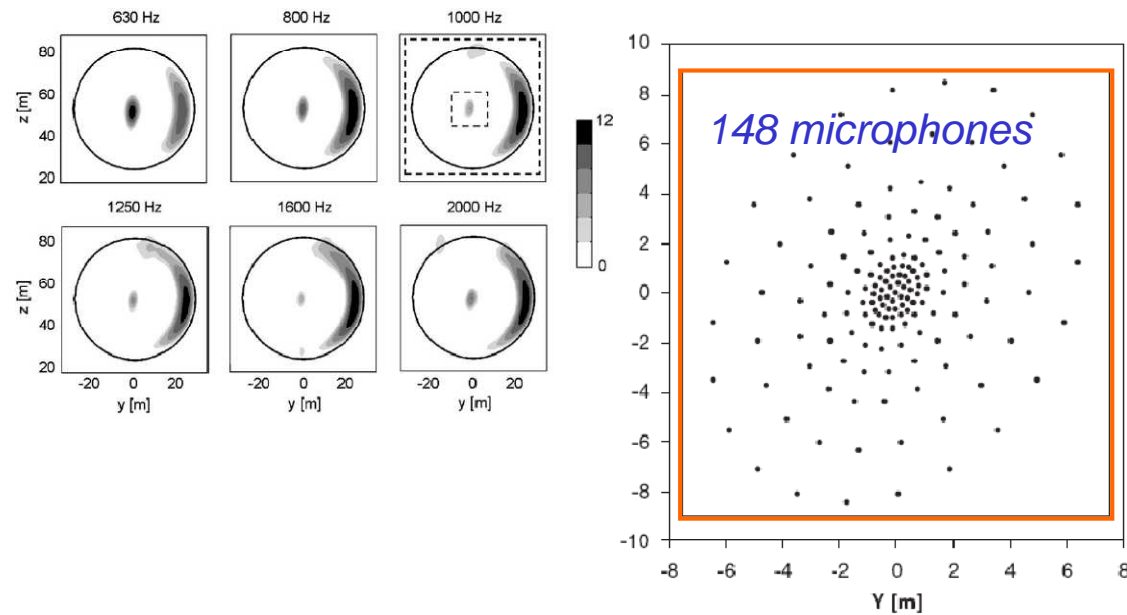 630 Hz
800 Hz
1000 Hz
80
60
40
20
z [m]
12
0
1250 Hz
1600 Hz
2000 Hz
80
60
40
20
z [m]
-20 0 20
-20 0 20
-20 0 20
y [m]
y [m]
y [m]
148 microphones
10
8
6
4
2
0
-2
-4
-6
-8
-10
-8 -6 -4 -2 0 2 4 6 8
Y [m]